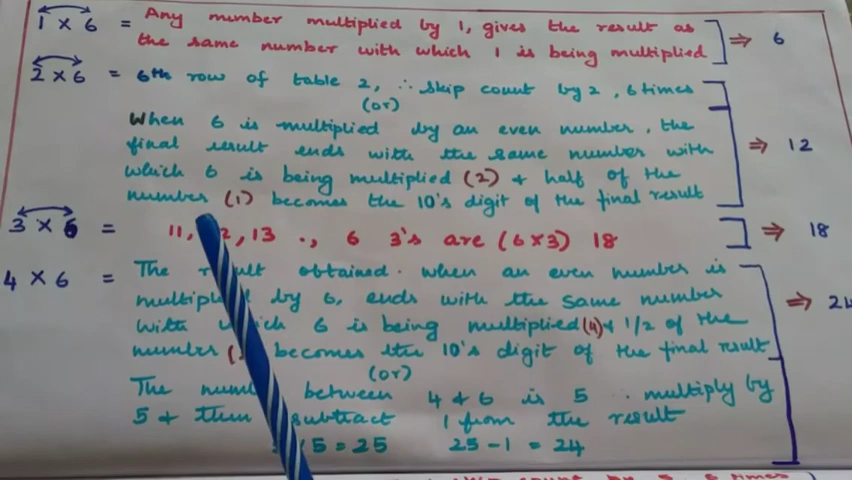 1 x 6 = Any number multiplied by 1, gives the result as
the same number with which 1 is being multiplied ⇒ 6
2 x 6 = 6th row of table 2, ∴ skip count by 2, 6 times
(or)
When 6 is multiplied by an even number, the
final result ends with the same number with
which 6 is being multiplied (2) & half of the
number (1) becomes the 10's digit of the final result ⇒ 12
3 x 6 = 11, 2, 13 ∴, 6 3's are (6x3) 18 ⇒ 18
4 x 6 = The result obtained when an even number is
multiplied by 6, ends with the same number ⇒ 24
with which 6 is being multiplied (4) & 1/2 of the
number ( becomes the 10's digit of the final result
(or)
The number between 4 & 6 is 5 ∴ multiply by
5 & then subtract 1 from the result
5 = 25 25 - 1 = 24